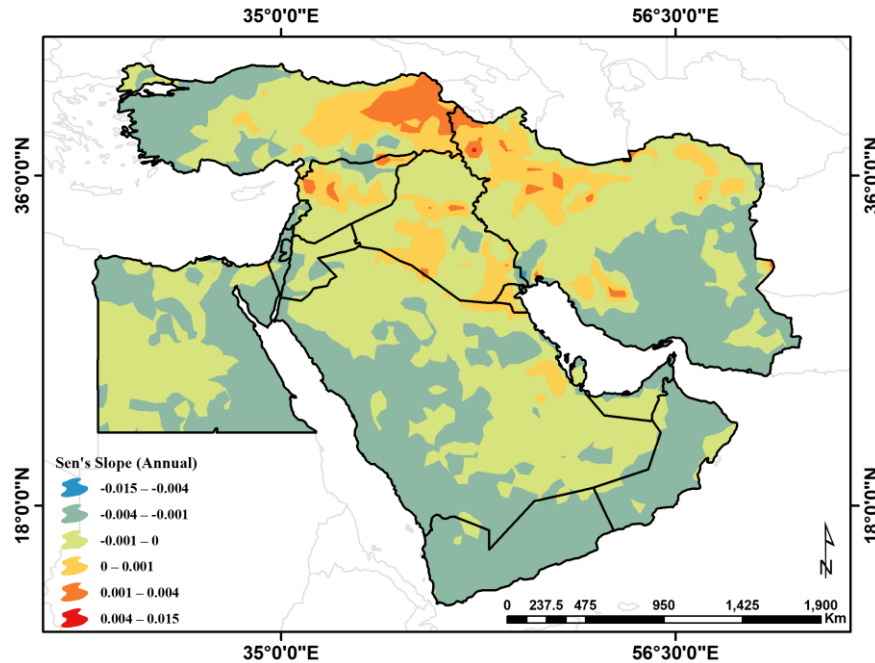 35°0'0"E 56°30'0"E
36°0'0"N 36°0'0"N
18°0'0"N 18°0'0"N
Sen's Slope (Annual)
-0.015 – -0.004
-0.004 – -0.001
-0.001 – 0
0 – 0.001
0.001 – 0.004
0.004 – 0.015
N
0 237.5 475 950 1,425 1,900
Km
35°0'0"E 56°30'0"E